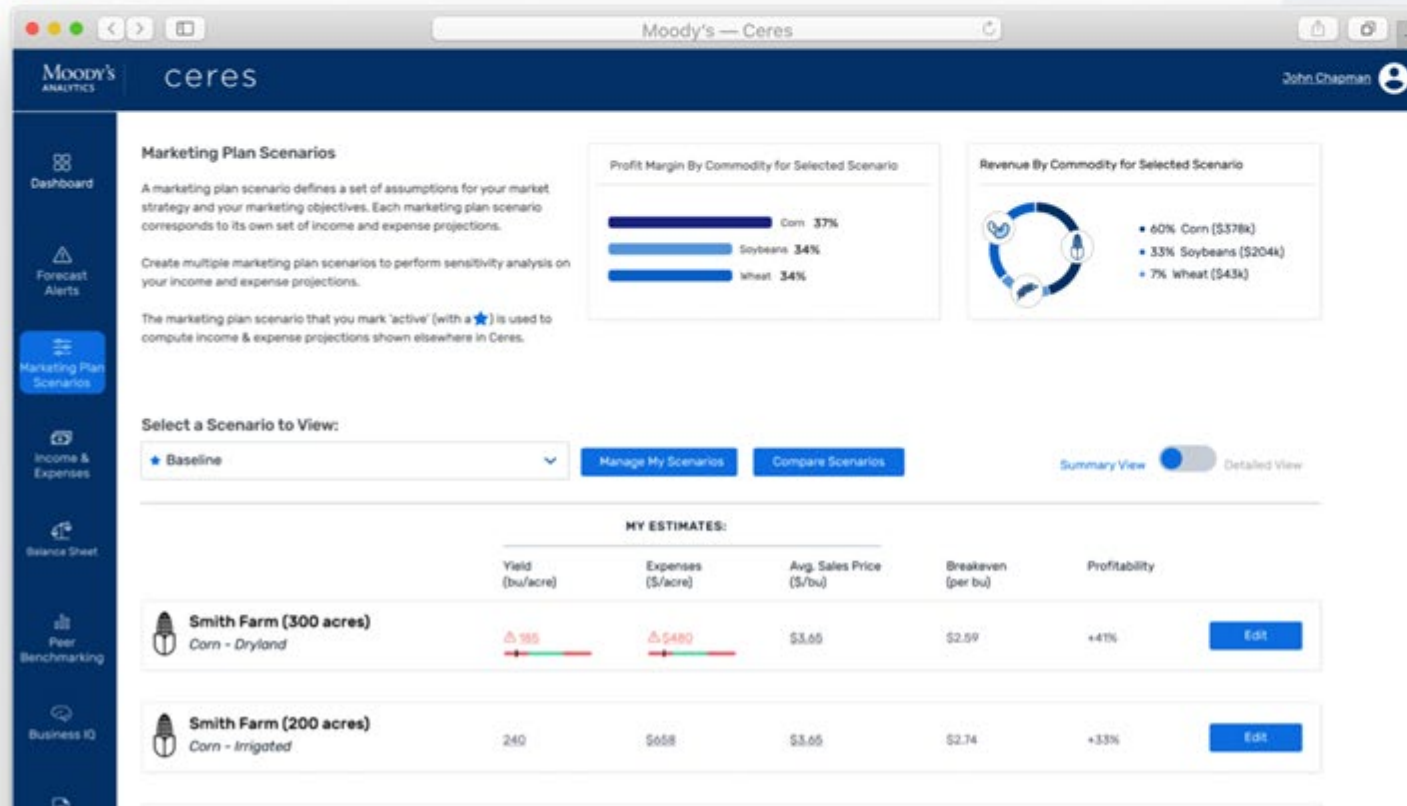 Moody's — Ceres
MOODY'S
ANALYTICS
ceres
John Chapman
Dashboard
Forecast
Alerts
Marketing Plan
Scenarios
Income &
Expenses
Balance Sheet
Peer
Benchmarking
Business IQ
Marketing Plan Scenarios
A marketing plan scenario defines a set of assumptions for your market
strategy and your marketing objectives. Each marketing plan scenario
corresponds to its own set of income and expense projections.
Create multiple marketing plan scenarios to perform sensitivity analysis on
your income and expense projections.
The marketing plan scenario that you mark 'active' (with a ★) is used to
compute income & expense projections shown elsewhere in Ceres.
Profit Margin By Commodity for Selected Scenario
Corn 37%
Soybeans 34%
Wheat 34%
Revenue By Commodity for Selected Scenario
• 60% Corn ($378k)
• 33% Soybeans ($204k)
• 7% Wheat ($43k)
Select a Scenario to View:
★ Baseline
Manage My Scenarios
Compare Scenarios
Summary View
Detailed View
MY ESTIMATES:
Yield
(bu/acre)
Expenses
($/acre)
Avg. Sales Price
($/bu)
Breakeven
(per bu)
Profitability
Smith Farm (300 acres)
Corn - Dryland
185
$480
$3.65
$2.59
+41%
Edit
Smith Farm (200 acres)
Corn - Irrigated
240
$658
$3.65
$2.74
+33%
Edit